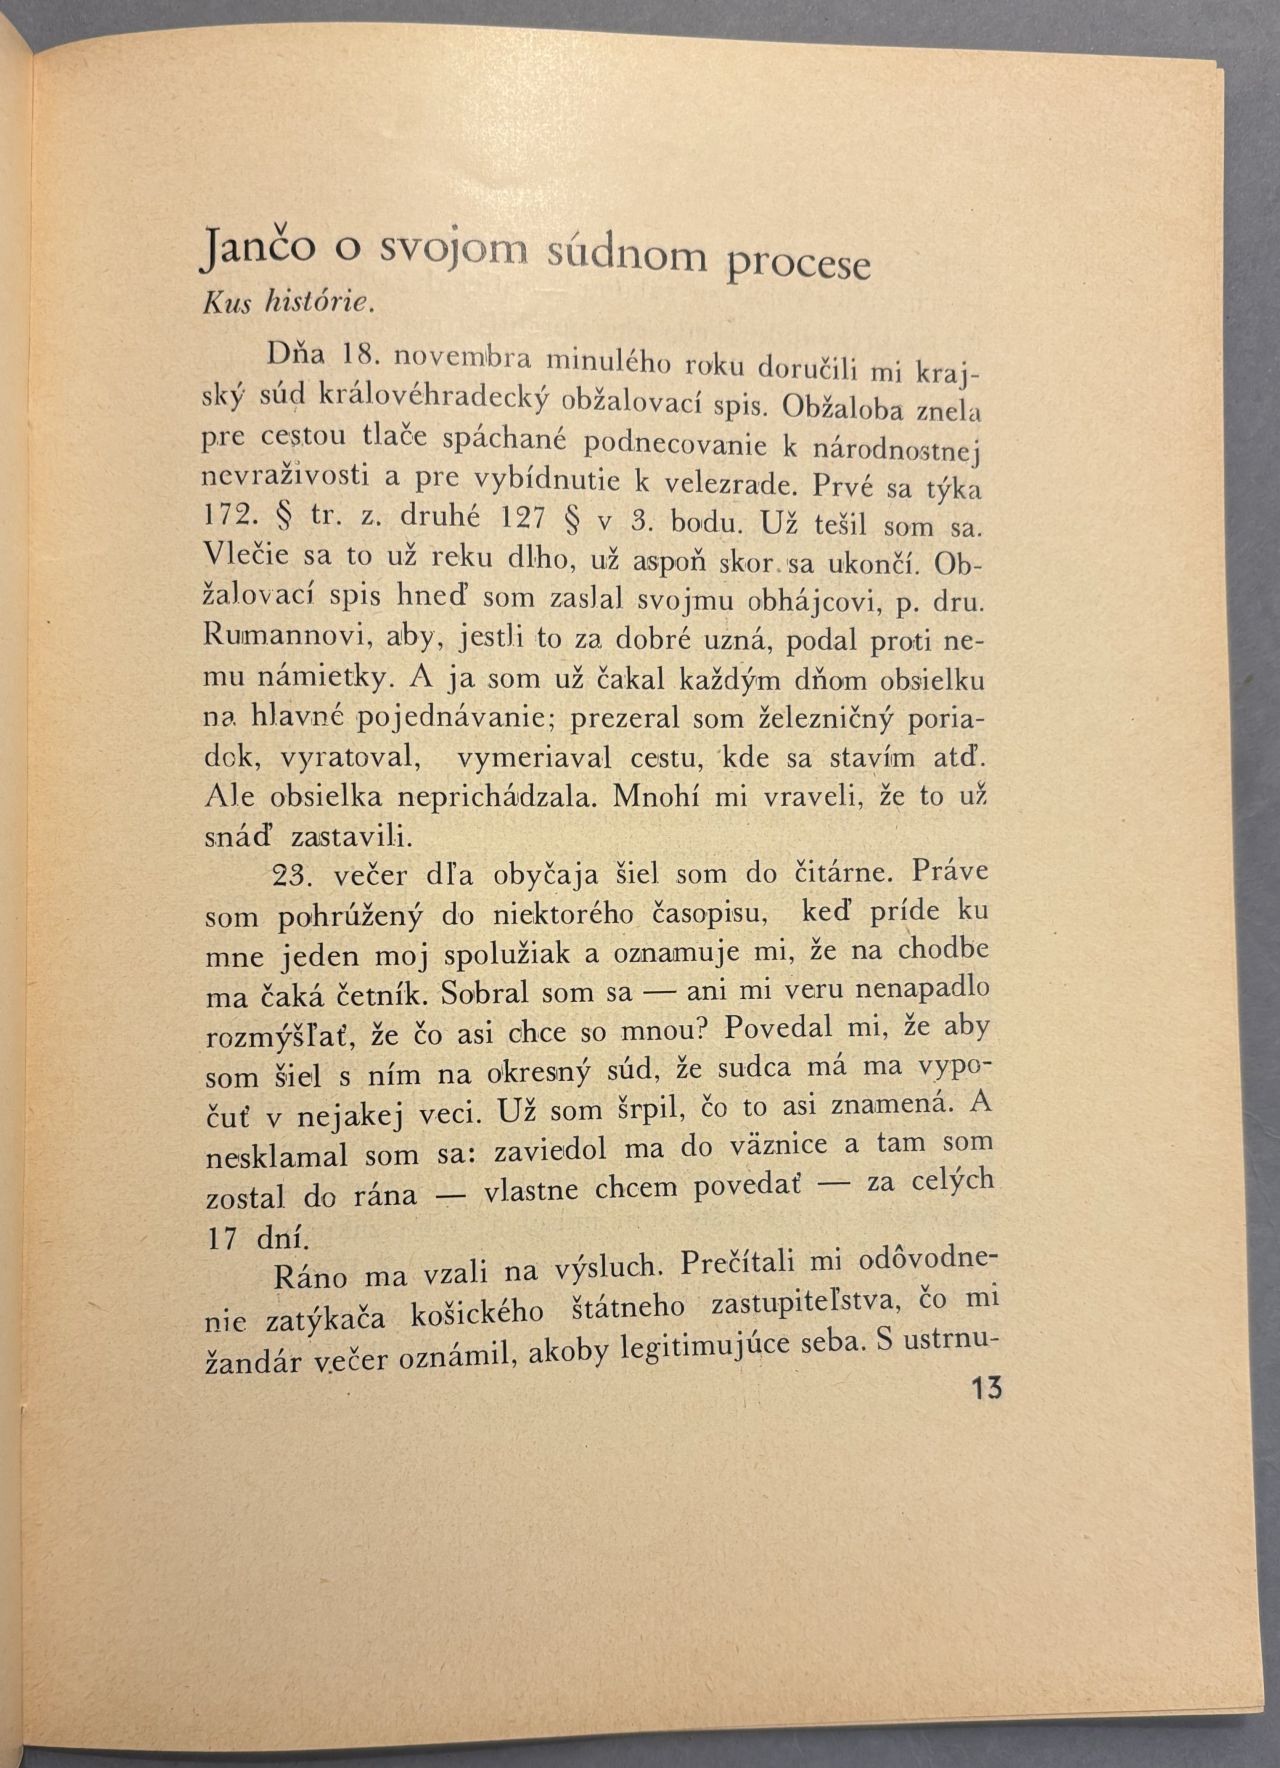 Jančo o svojom súdnom procese
Kus histórie.
Dňa 18. novembra minulého roku doručili mi kraj-
ský súd královéhradecký obžalovací spis. Obžaloba znela
pre cestou tlače spáchané podnecovanie k národnostnej
nevraživosti a pre vybídnutie k velezrade. Prvé sa týka
172. § tr. z. druhé 127 § v 3. bodu. Už tešil som sa.
Vlečie sa to už reku dlho, už aspoň skor sa ukončí. Ob-
žalovací spis hneď som zaslal svojmu obhájcovi, p. dru.
Rumannovi, aby, jestli to za dobré uzná, podal proti ne-
mu námietky. A ja som už čakal každým dňom obsielku
na hlavné pojednávanie; prezeral som železničný poria-
dok, vyratoval, vymeriaval cestu, kde sa stavím atď.
Ale obsielka neprichádzala. Mnohí mi vraveli, že to už
snáď zastavili.
23. večer dľa obyčaja šiel som do čitárne. Práve
som pohrúžený do niektorého časopisu, keď príde ku
mne jeden moj spolužiak a oznamuje mi, že na chodbe
ma čaká četník. Sobral som sa — ani mi veru nenapadlo
rozmýšľať, že čo asi chce so mnou? Povedal mi, že aby
som šiel s ním na okresný súd, že sudca má ma vypo-
čuť v nejakej veci. Už som šrpil, čo to asi znamená. A
nesklamal som sa: zaviedol ma do väznice a tam som
zostal do rána — vlastne chcem povedať — za celých
17 dní.
Ráno ma vzali na výsluch. Prečítali mi odôvodne-
nie zatýkača košického štátneho zastupiteľstva, čo mi
žandár večer oznámil, akoby legitimujúce seba. S ustrnu-
13